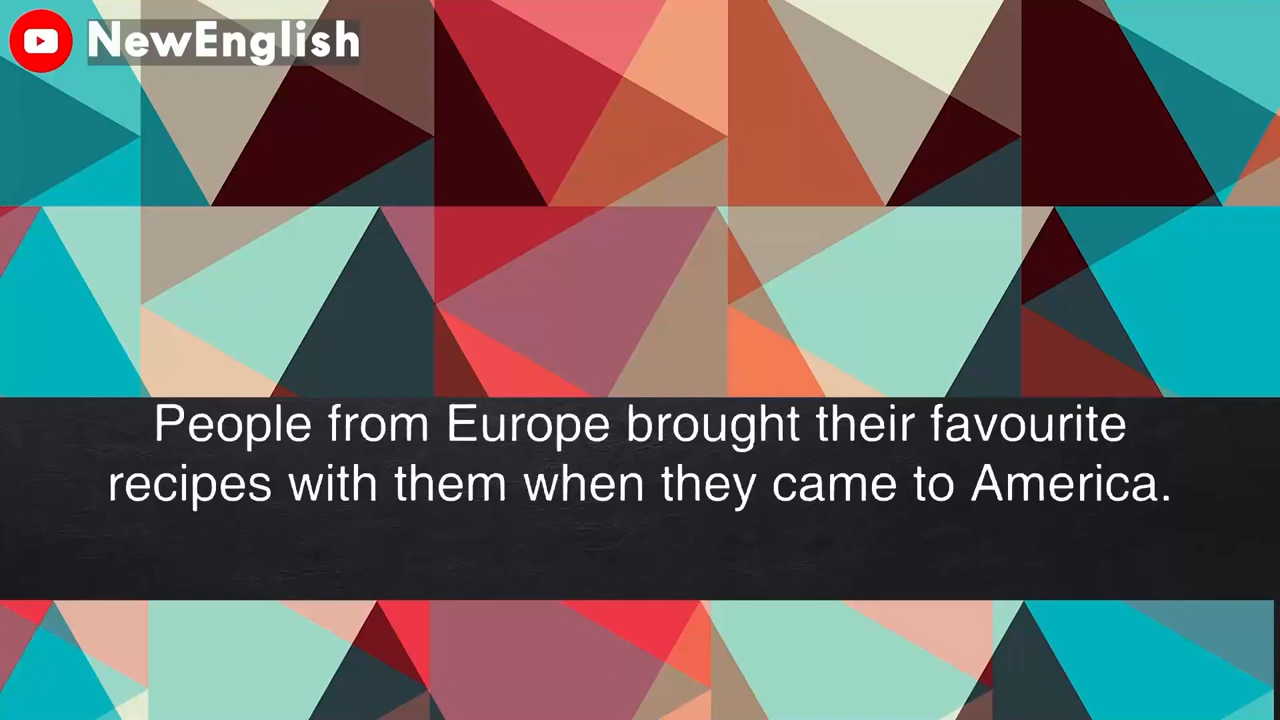 NewEnglish
People from Europe brought their favourite
recipes with them when they came to America.